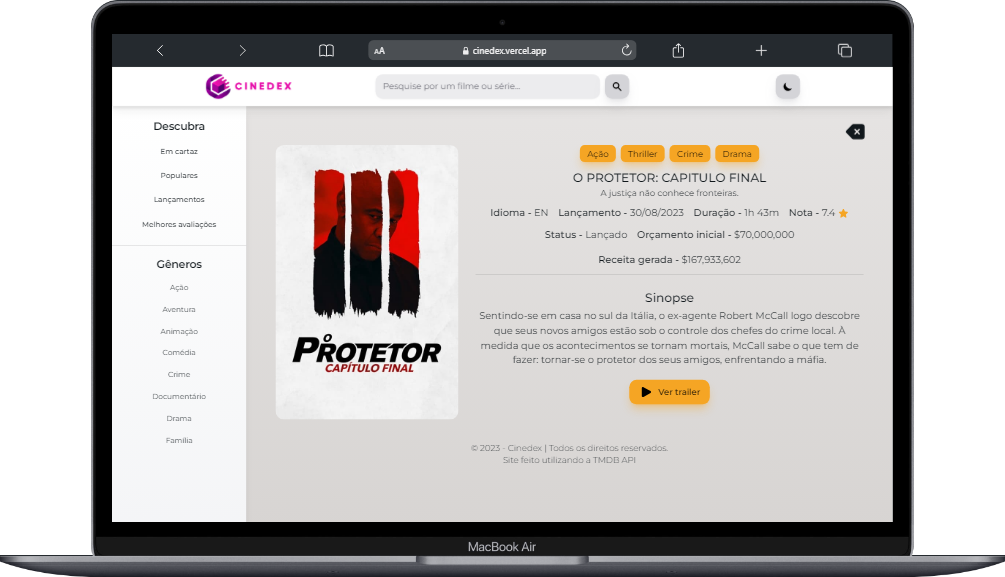 AA
cinedex.vercel.app
CINEDEX
Pesquise por um filme ou série...
Descubra
Em cartaz
Populares
Lançamentos
Melhores avaliações
Gêneros
Ação
Aventura
Animação
Comédia
Crime
Documentário
Drama
Família
O
PROTETOR
CAPÍTULO FINAL
Ação Thriller Crime Drama
O PROTETOR: CAPITULO FINAL
A justiça não conhece fronteiras.
Idioma - EN Lançamento - 30/08/2023 Duração - 1h 43m Nota - 7.4
Status - Lançado Orçamento inicial - $70,000,000
Receita gerada - $167,933,602
Sinopse
Sentindo-se em casa no sul da Itália, o ex-agente Robert McCall logo descobre
que seus novos amigos estão sob o controle dos chefes do crime local. À
medida que os acontecimentos se tornam mortais, McCall sabe o que tem de
fazer: tornar-se o protetor dos seus amigos, enfrentando a máfia.
Ver trailer
© 2023 - Cinedex | Todos os direitos reservados.
Site feito utilizando a TMDB API
MacBook Air